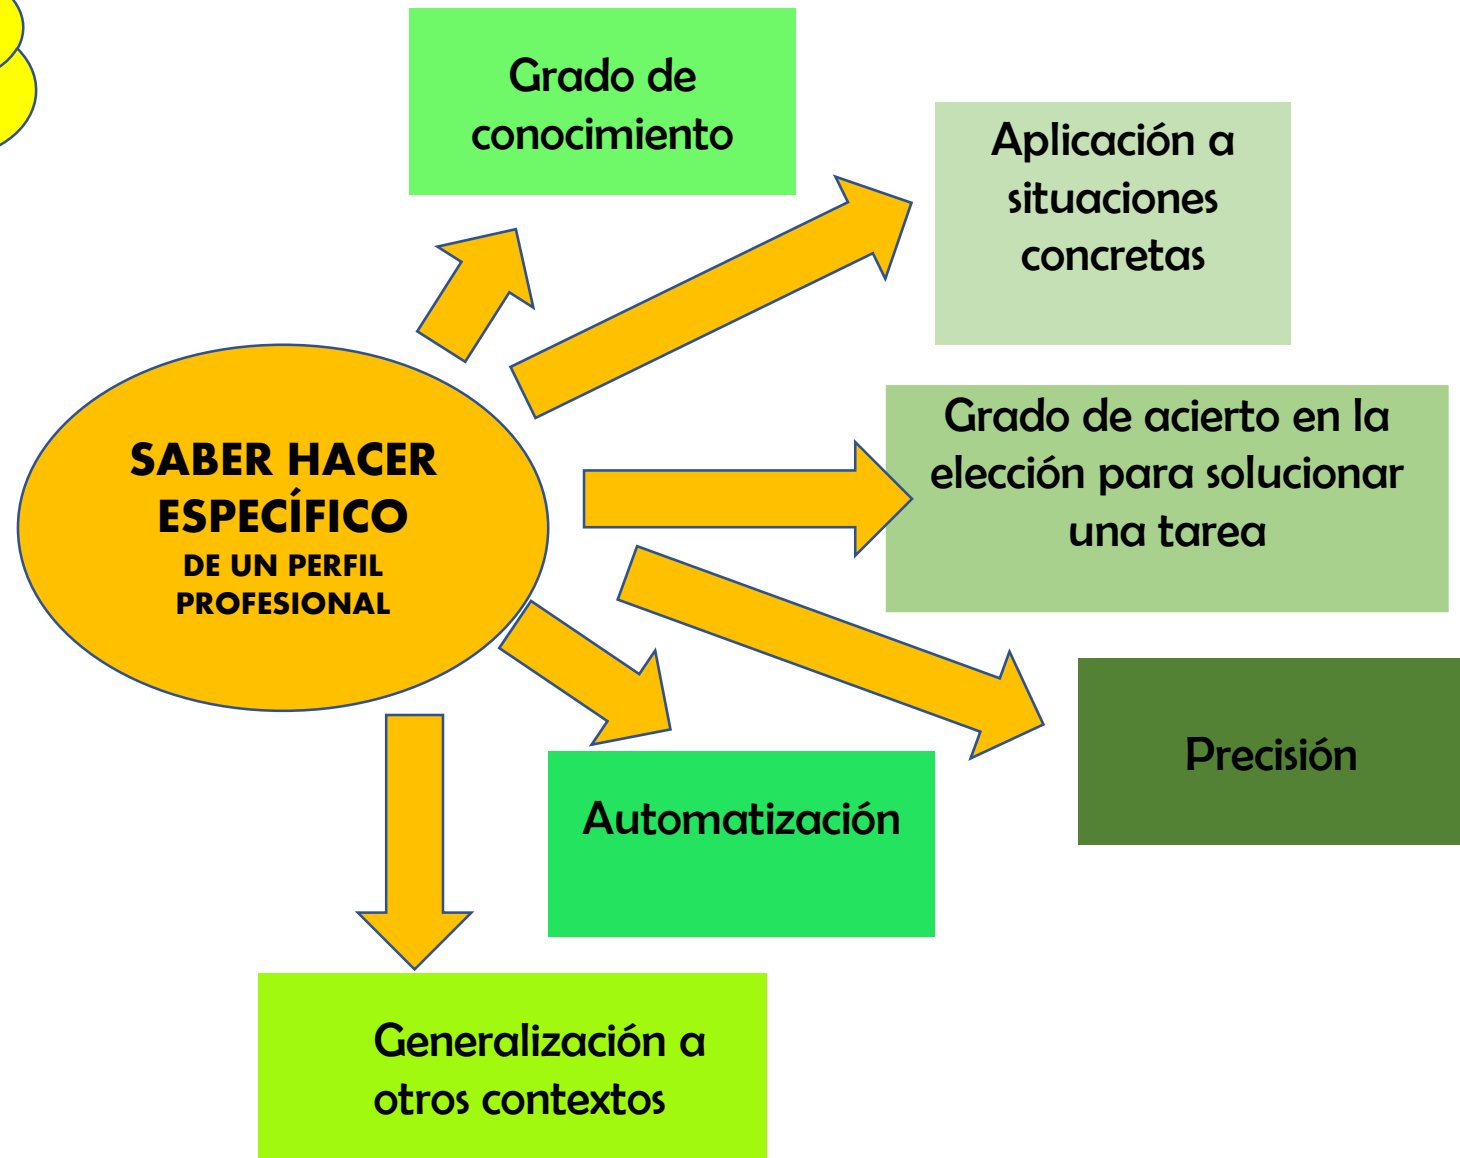 Grado de
conocimiento
Aplicación a
situaciones
concretas
SABER HACER
ESPECÍFICO
DE UN PERFIL
PROFESIONAL
Grado de acierto en la
elección para solucionar
una tarea
Precisión
Automatización
Generalización a
otros contextos